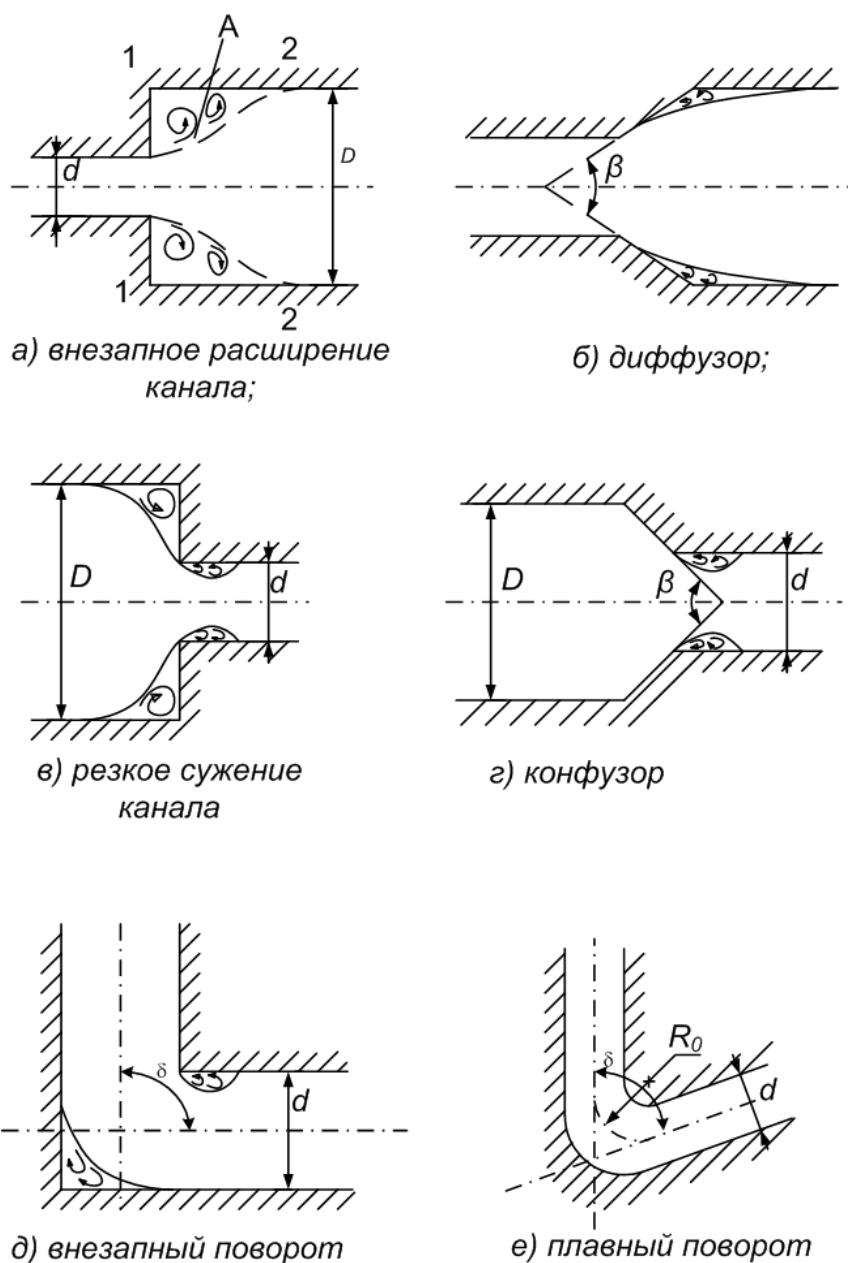 A
1
2
d
D
1
2
β
а) внезапное расширение
канала;
б) диффузор;
D
d
D
β
d
в) резкое сужение
канала
г) конфузор
δ
d
R₀
δ
d
д) внезапный поворот
е) плавный поворот